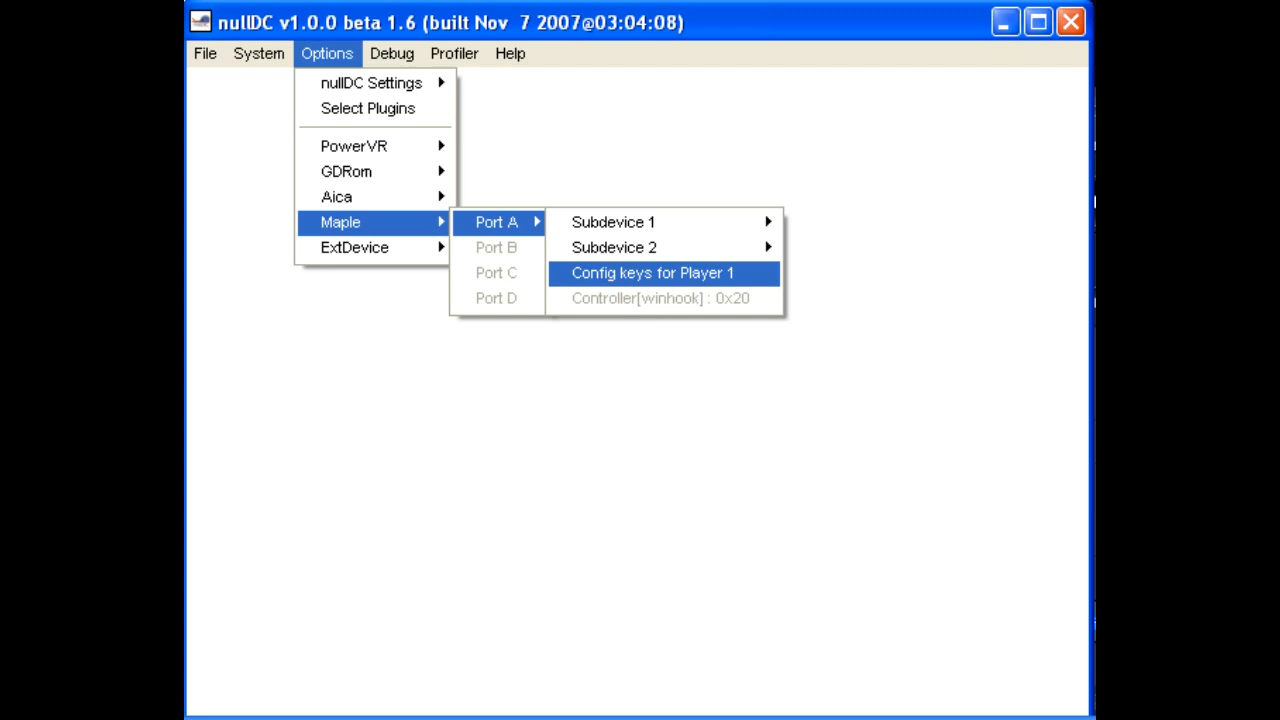 nullDC v1.0.0 beta 1.6 (built Nov  7 2007@03:04:08)
File System Options Debug Profiler Help
nullDC Settings
Select Plugins
PowerVR
GDRom
Aica
Maple
ExtDevice
Port A
Port B
Port C
Port D
Subdevice 1
Subdevice 2
Config keys for Player 1
Controller[winhook] : 0x20